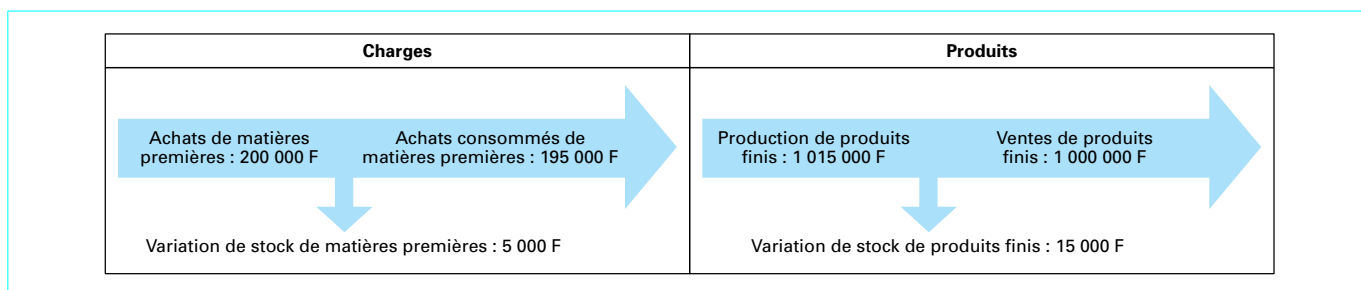 Charges
Produits
Achats de matières
premières : 200 000 F
Achats consommés de
matières premières : 195 000 F
Variation de stock de matières premières : 5 000 F
Production de produits
finis : 1 015 000 F
Ventes de produits
finis : 1 000 000 F
Variation de stock de produits finis : 15 000 F